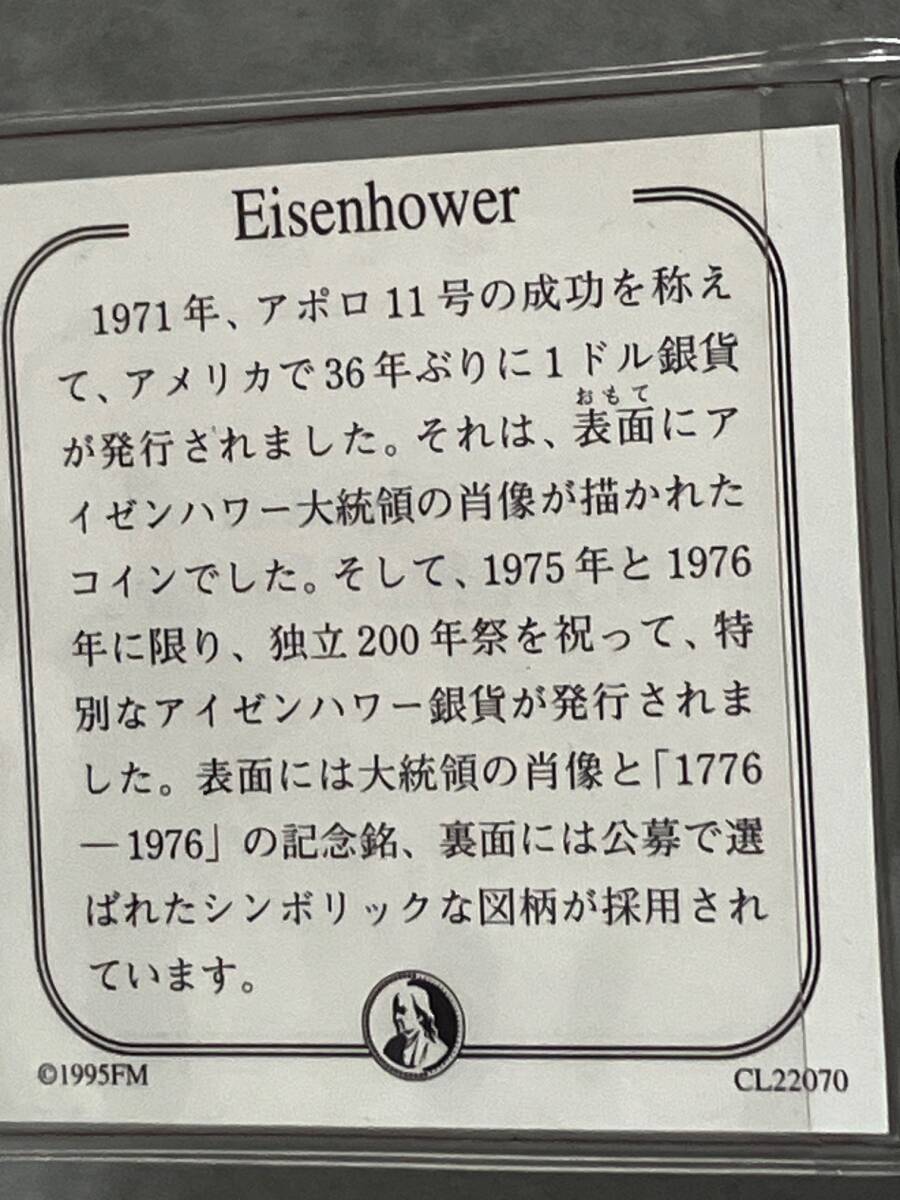 Eisenhower
1971年、アポロ11号の成功を称え
て、アメリカで36年ぶりに1ドル銀貨
おもて
が発行されました。それは、表面にア
イゼンハワー大統領の肖像が描かれた
コインでした。そして、1975年と1976
年に限り、独立200年祭を祝って、特
別なアイゼンハワー銀貨が発行されま
した。表面には大統領の肖像と「1776
―1976」の記念銘、裏面には公募で選
ばれたシンボリックな図柄が採用され
ています。
©1995FM
CL22070